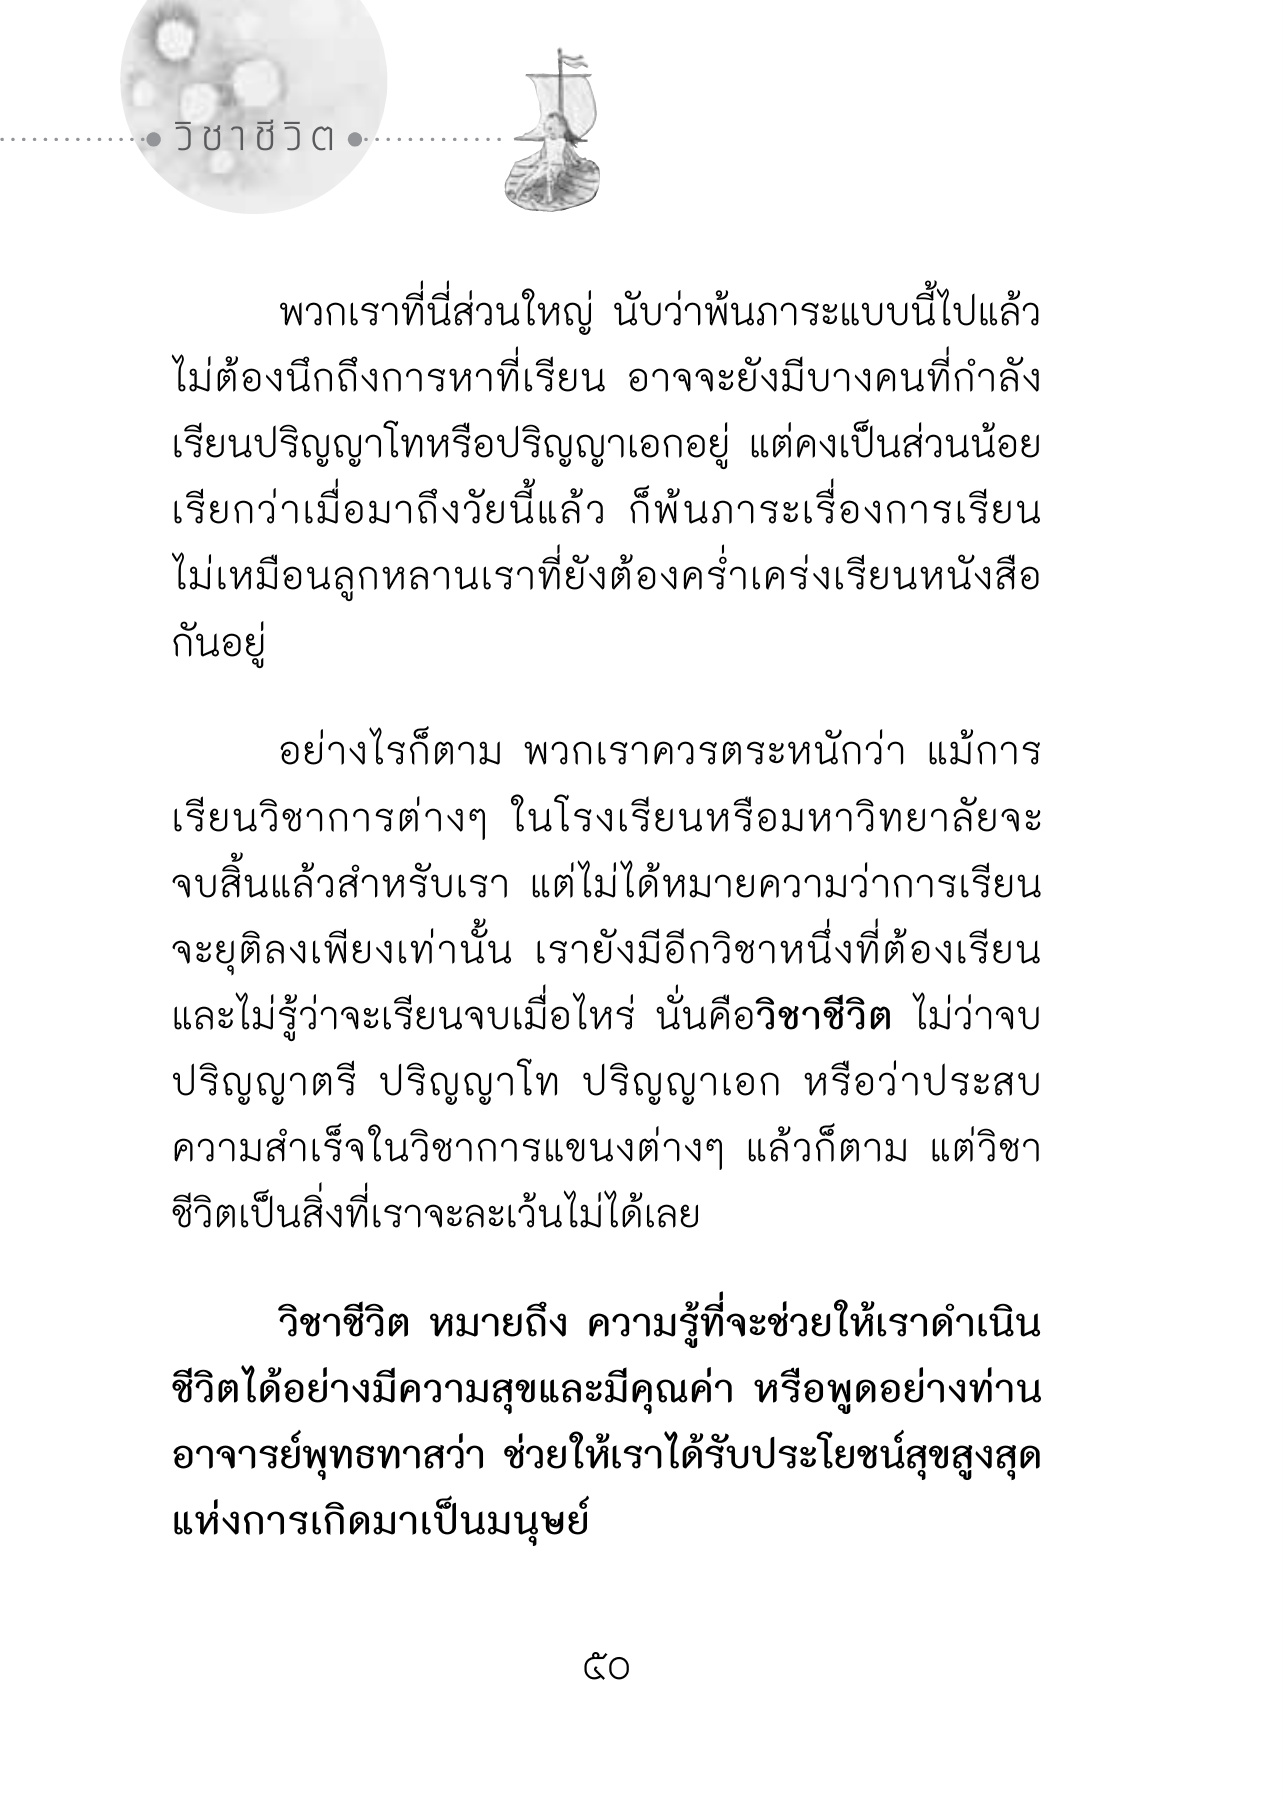 วิชาชีวิต
พวกเราที่นี่ส่วนใหญ่ นับว่าพ้นภาระแบบนี้ไปแล้ว
ไม่ต้องนึกถึงการหาที่เรียน อาจจะยังมีบางคนที่กำลัง
เรียนปริญญาโทหรือปริญญาเอกอยู่ แต่คงเป็นส่วนน้อย
เรียกว่าเมื่อมาถึงวัยนี้แล้ว ก็พ้นภาระเรื่องการเรียน
ไม่เหมือนลูกหลานเราที่ยังต้องคร่ำเคร่งเรียนหนังสือ
กันอยู่
อย่างไรก็ตาม พวกเราควรตระหนักว่า แม้การ
เรียนวิชาการต่างๆ ในโรงเรียนหรือมหาวิทยาลัยจะ
จบสิ้นแล้วสำหรับเรา แต่ไม่ได้หมายความว่าการเรียน
จะยุติลงเพียงเท่านั้น เรายังมีอีกวิชาหนึ่งที่ต้องเรียน
และไม่รู้ว่าจะเรียนจบเมื่อไหร่ นั่นคือวิชาชีวิต ไม่ว่าจบ
ปริญญาตรี ปริญญาโท ปริญญาเอก หรือว่าประสบ
ความสำเร็จในวิชาการแขนงต่างๆ แล้วก็ตาม แต่วิชา
ชีวิตเป็นสิ่งที่เราจะละเว้นไม่ได้เลย
วิชาชีวิต หมายถึง ความรู้ที่จะช่วยให้เราดำเนิน
ชีวิตได้อย่างมีความสุขและมีคุณค่า หรือพูดอย่างท่าน
อาจารย์พุทธทาสว่า ช่วยให้เราได้รับประโยชน์สุขสูงสุด
แห่งการเกิดมาเป็นมนุษย์
๕๐